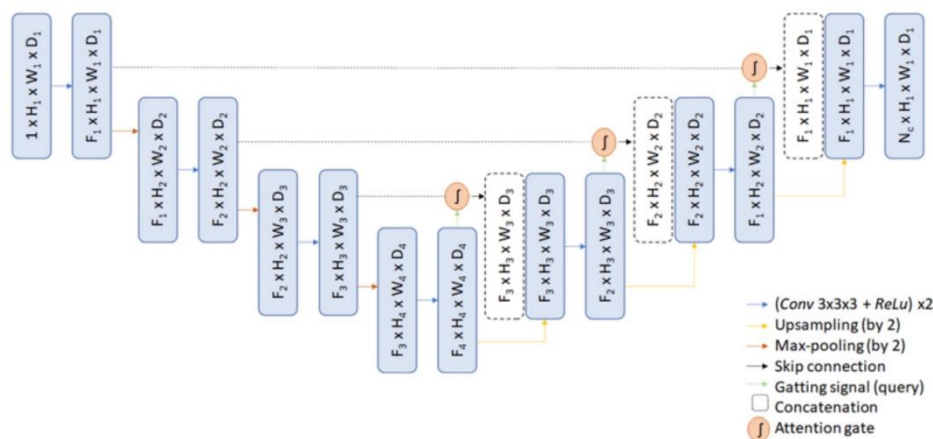 1 x H₁ x W₁ x D₁
F₁ x H₁ x W₁ x D₁
F₁ x H₂ x W₂ x D₂
F₂ x H₂ x W₂ x D₂
F₂ x H₂ x W₃ x D₃
F₃ x H₃ x W₃ x D₃
F₃ x H₄ x W₄ x D₄
F₄ x H₄ x W₄ x D₄
F₃ x H₃ x W₃ x D₃
F₃ x H₃ x W₃ x D₃
F₂ x H₃ x W₃ x D₃
F₂ x H₂ x W₂ x D₂
F₂ x H₂ x W₂ x D₂
F₁ x H₂ x W₂ x D₂
F₁ x H₁ x W₁ x D₁
F₁ x H₁ x W₁ x D₁
N꜀ x H₁ x W₁ x D₁
∫
∫
∫
(Conv 3x3x3 + ReLu) x2
Upsampling (by 2)
Max-pooling (by 2)
Skip connection
Gatting signal (query)
Concatenation
∫ Attention gate